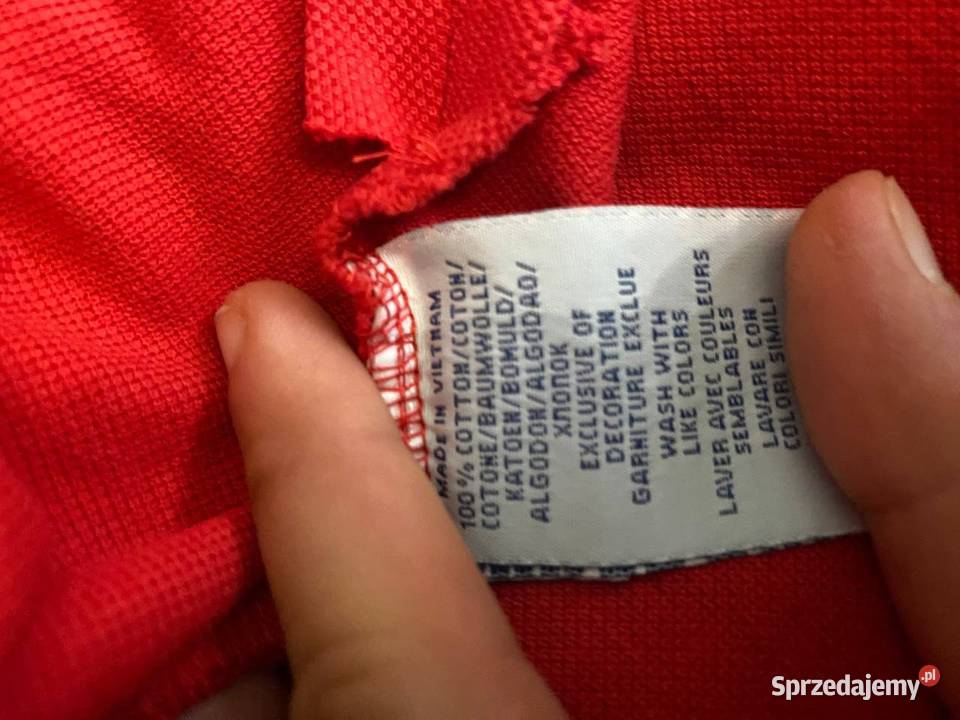 MADE IN VIETNAM
100% COTTON/COTON/
COTONE/BAUMWOLLE/
KATOEN/BOMULD/
ALGODON/ALGODAO/
ХЛОПОК
EXCLUSIVE OF
DECORATION
GARNITURE EXCLUE
WASH WITH
LIKE COLORS
LAVER AVEC COULEURS
SEMBLABLES
LAVARE CON
COLORI SIMILI
Sprzedajemy.pl